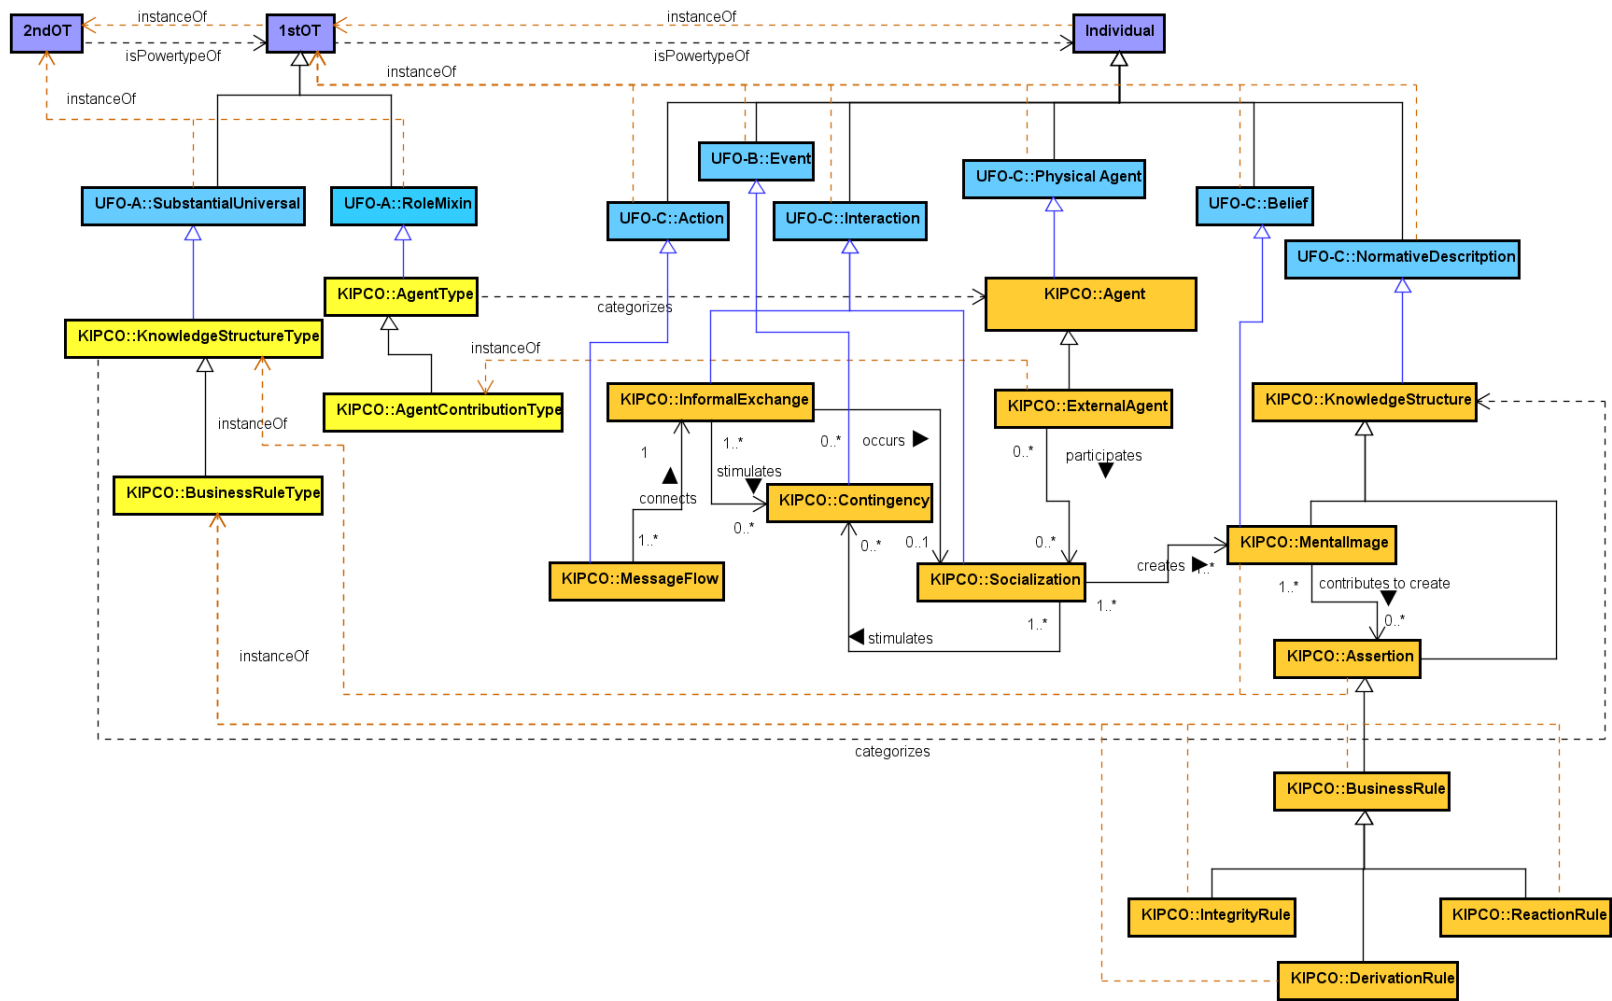 instanceOf
instanceOf
2ndOT
1stOT
Individual
isPowertypeOf
isPowertypeOf
instanceOf
instanceOf
UFO-B::Event
UFO-C::Physical Agent
UFO-A::SubstantialUniversal
UFO-A::RoleMixin
UFO-C::Action
UFO-C::Interaction
UFO-C::Belief
UFO-C::NormativeDescritption
KIPCO::AgentType
KIPCO::Agent
categorizes
KIPCO::KnowledgeStructureType
instanceOf
KIPCO::InformalExchange
KIPCO::ExternalAgent
KIPCO::KnowledgeStructure
KIPCO::AgentContributionType
instanceOf
1
1..*
0..*
occurs
0..*
participates
stimulates
connects
KIPCO::BusinessRuleType
KIPCO::Contingency
0..*
1..*
0..*
0..1
0..*
KIPCO::MentalImage
creates
1..*
KIPCO::MessageFlow
KIPCO::Socialization
1..*
contributes to create
1..*
1..*
0..*
stimulates
instanceOf
KIPCO::Assertion
categorizes
KIPCO::BusinessRule
KIPCO::IntegrityRule
KIPCO::ReactionRule
KIPCO::DerivationRule